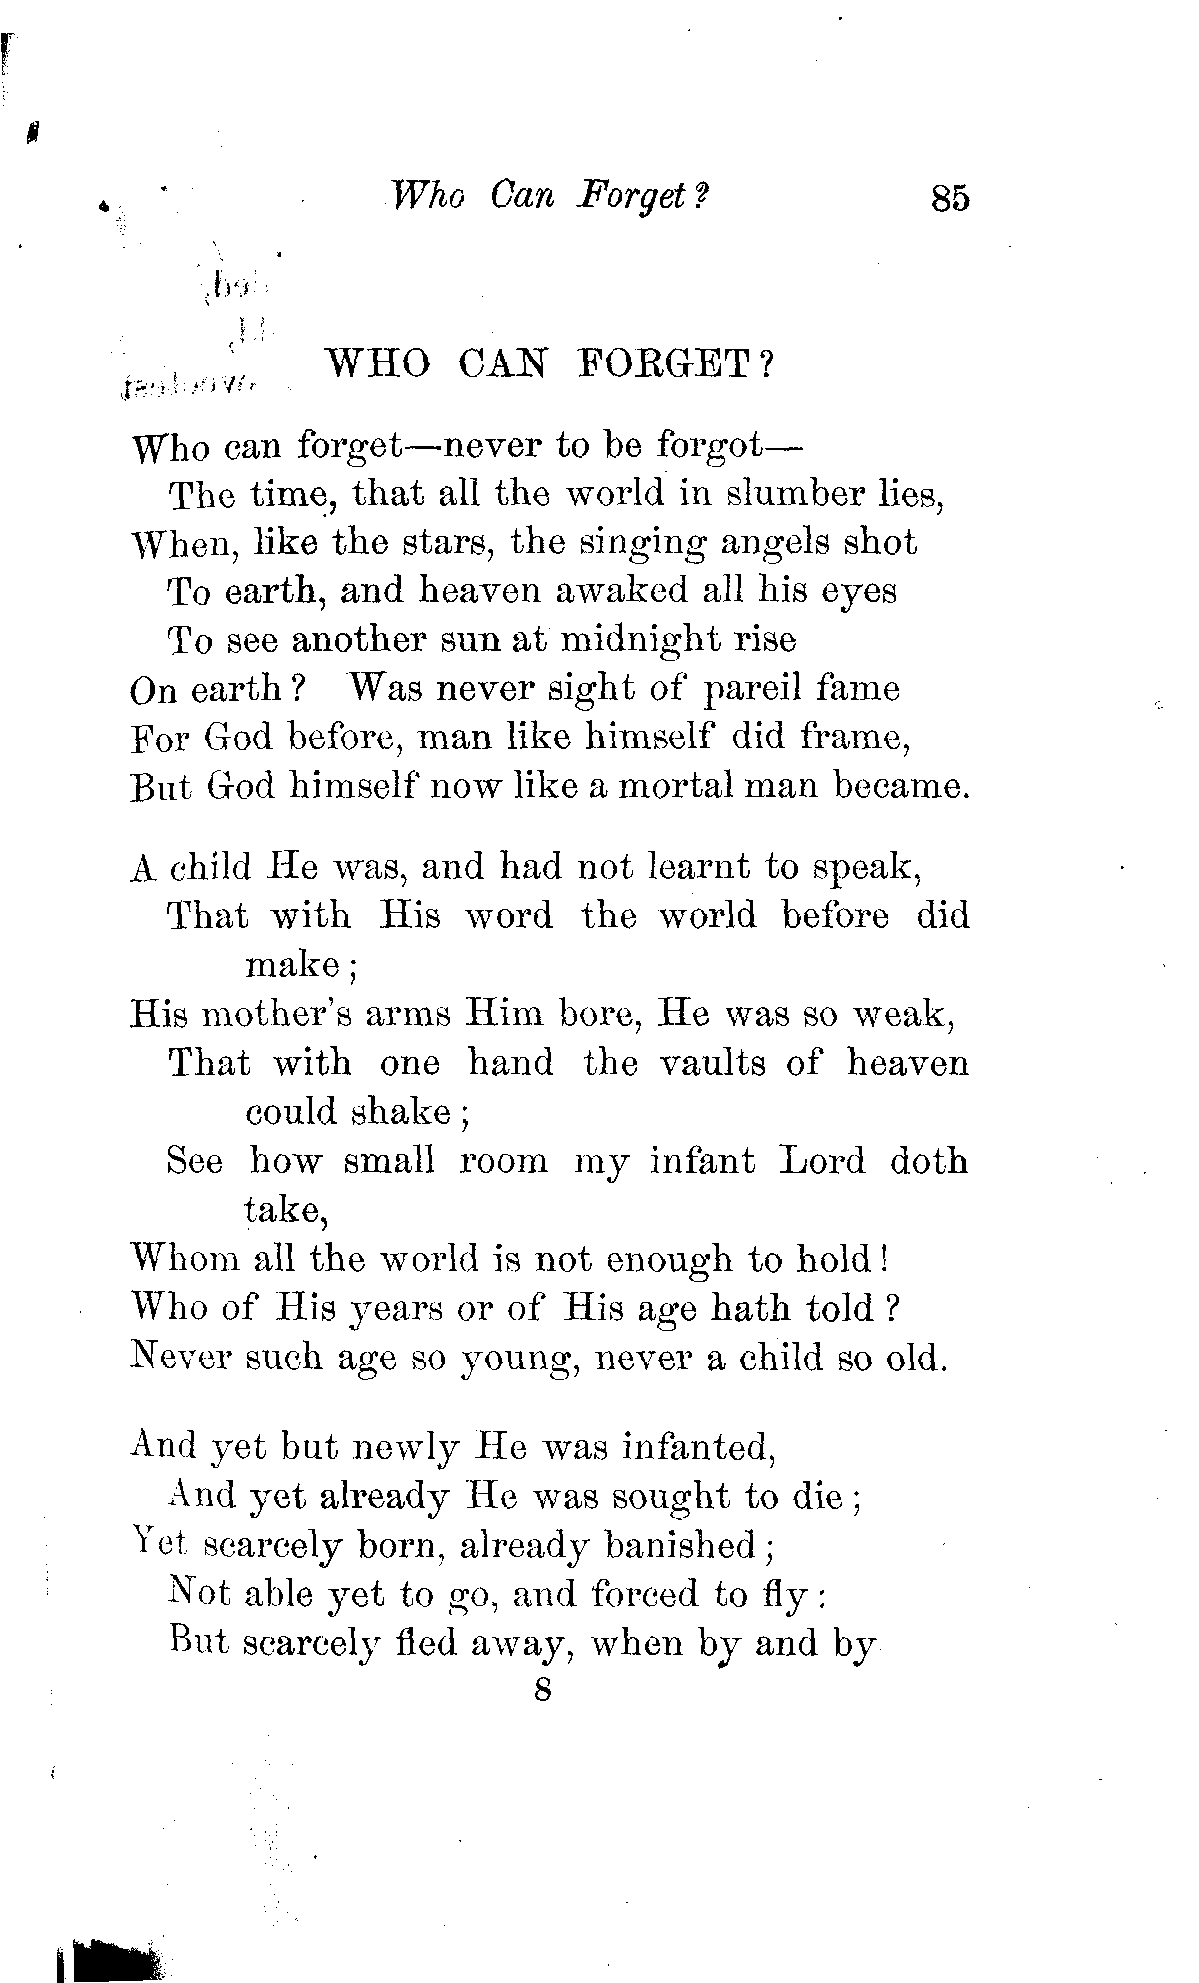 Who Can Forget? 85
WHO CAN FORGET?
Who can forget—never to be forgot—
The time, that all the world in slumber lies,
When, like the stars, the singing angels shot
To earth, and heaven awaked all his eyes
To see another sun at midnight rise
On earth? Was never sight of pareil fame
For God before, man like himself did frame,
But God himself now like a mortal man became.
A child He was, and had not learnt to speak,
That with His word the world before did
make;
His mother's arms Him bore, He was so weak,
That with one hand the vaults of heaven
could shake;
See how small room my infant Lord doth
take,
Whom all the world is not enough to hold!
Who of His years or of His age hath told?
Never such age so young, never a child so old.
And yet but newly He was infanted,
And yet already He was sought to die;
Yet scarcely born, already banished;
Not able yet to go, and forced to fly:
But scarcely fled away, when by and by
8